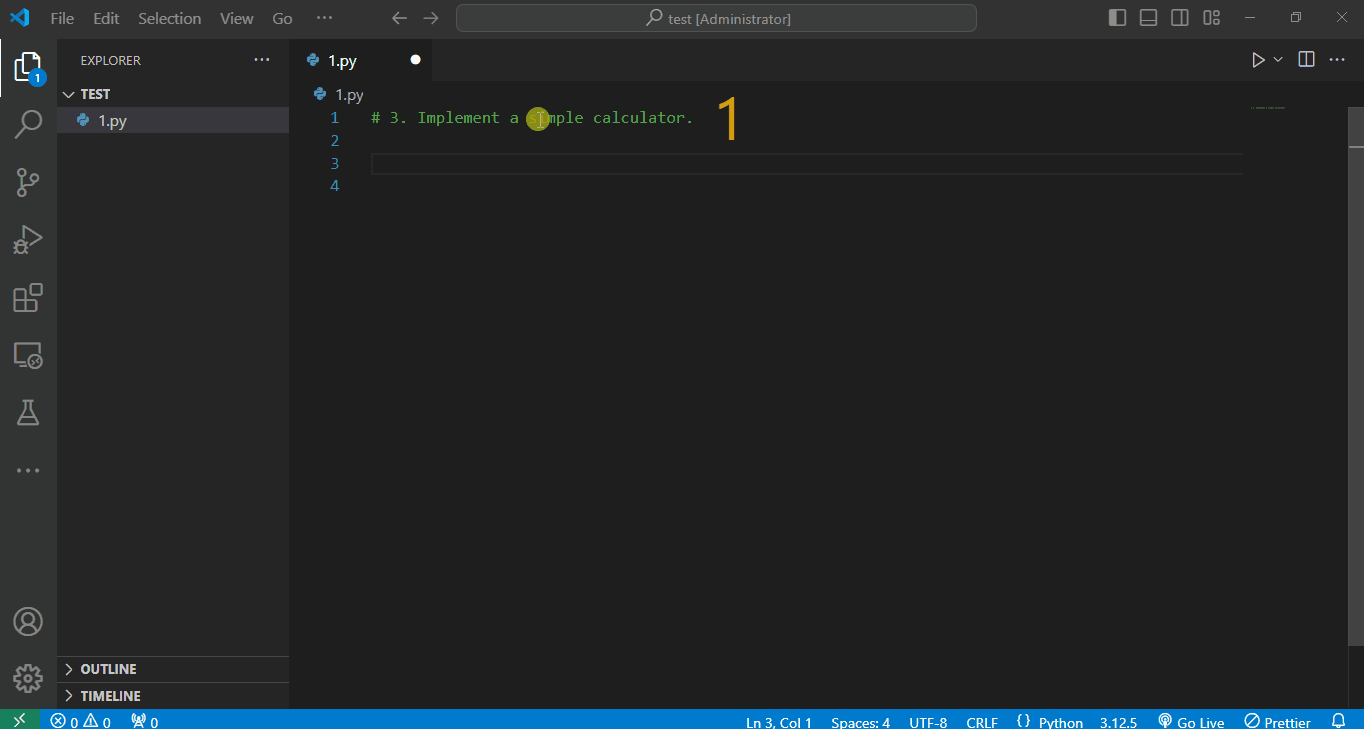 File Edit Selection View Go ···
test [Administrator]
EXPLORER ···
TEST
1.py
1
OUTLINE
TIMELINE
1.py
1.py
1 # 3. Implement a simple calculator.
1
2
3
4
0 0 0 Ln 3, Col 1 Spaces: 4 UTF-8 CRLF {} Python 3.12.5 Go Live Prettier